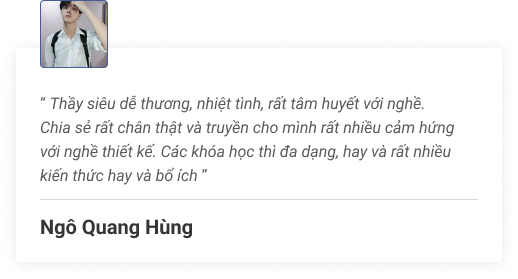 “ Thầy siêu dễ thương, nhiệt tình, rất tâm huyết với nghề.
Chia sẻ rất chân thật và truyền cho mình rất nhiều cảm hứng
với nghề thiết kế. Các khóa học thì đa dạng, hay và rất nhiều
kiến thức hay và bổ ích ”
Ngô Quang Hùng